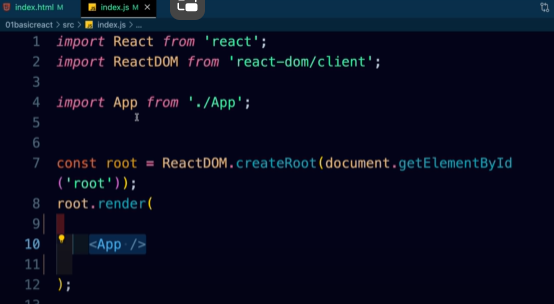 index.html M index.js M ×
01basicreact > src > index.js > ...
1 import React from 'react';
2 import ReactDOM from 'react-dom/client';
3
4 import App from './App';
5
6
7 const root = ReactDOM.createRoot(document.getElementById
('root'));
8 root.render(
9
10 <App />
11
12 );